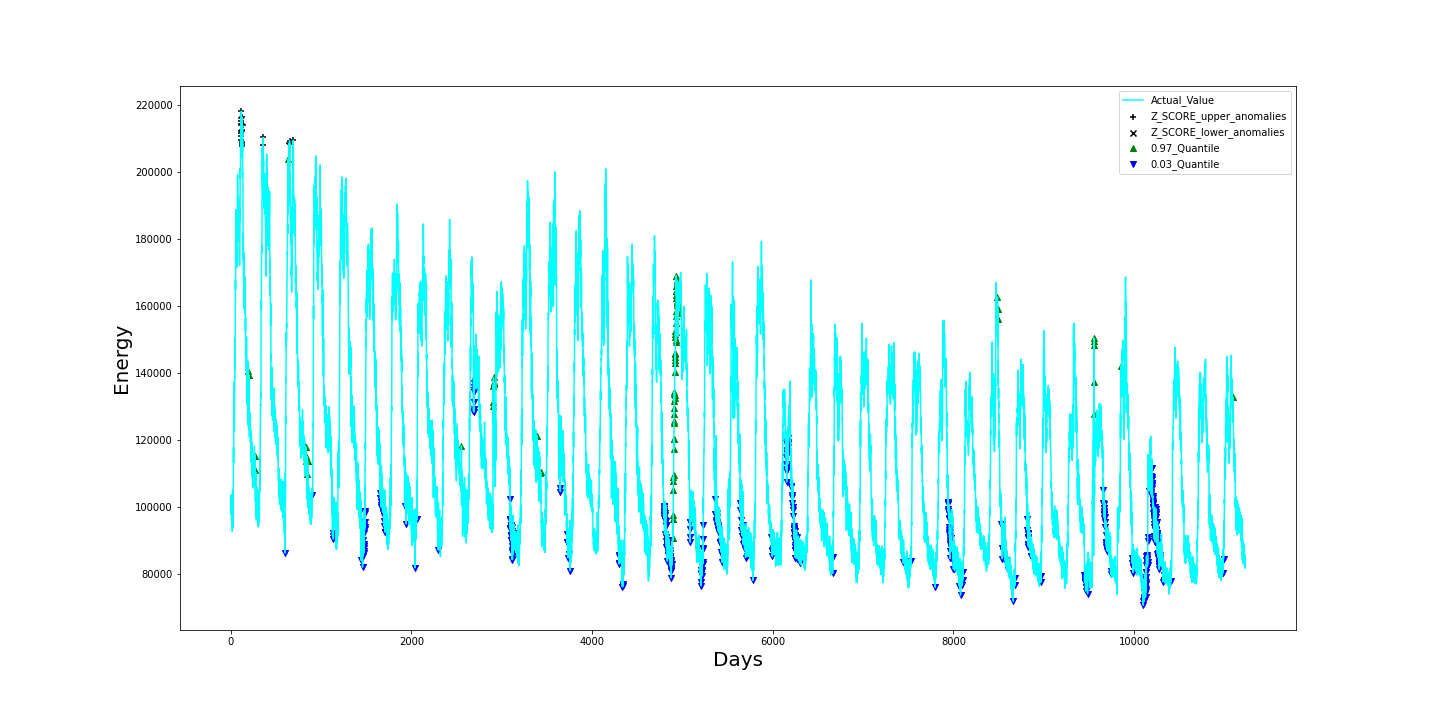 220000
200000
180000
160000
140000
120000
100000
80000
Energy
0
2000
4000
6000
8000
10000
Days
Actual_Value
Z_SCORE_upper_anomalies
Z_SCORE_lower_anomalies
0.97_Quantile
0.03_Quantile